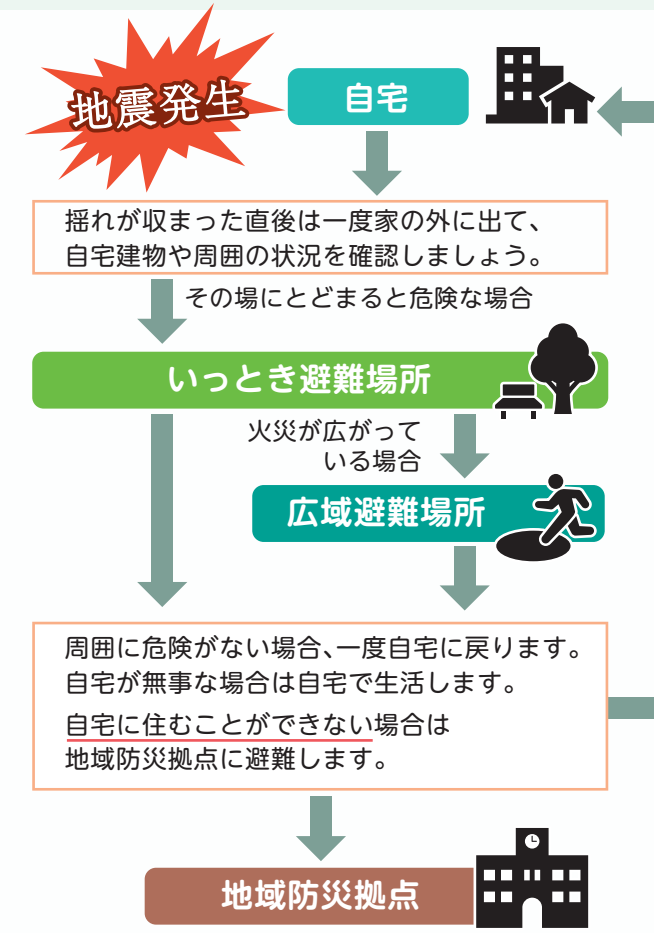 地震発生
自宅
揺れが収まった直後は一度家の外に出て、
自宅建物や周囲の状況を確認しましょう。
その場にとどまると危険な場合
いっとき避難場所
火災が広がって
いる場合
広域避難場所
周囲に危険がない場合、一度自宅に戻ります。
自宅が無事な場合は自宅で生活します。
自宅に住むことができない場合は
地域防災拠点に避難します。
地域防災拠点